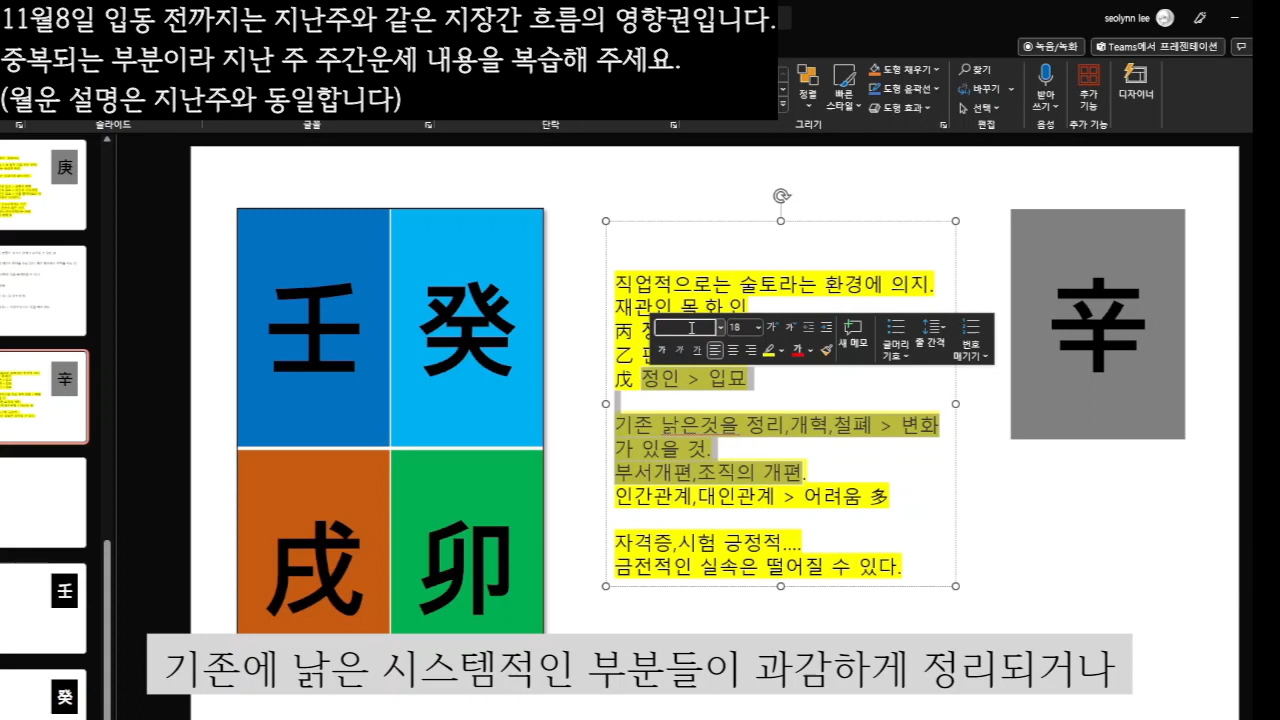 11월8일 입동 전까지는 지난주와 같은 지장간 흐름의 영향권입니다.
중복되는 부분이라 지난 주 주간운세 내용을 복습해 주세요.
(월운 설명은 지난주와 동일합니다)
seolynn lee
녹음/녹화
Teams에서 프레젠테이션
정렬
빠른 스타일
도형 채우기
도형 윤곽선
도형 효과
찾기
바꾸기
선택
받아쓰기
추가 기능
디자이너
슬라이드
글꼴
단락
그리기
편집
음성
추가 기능
庚
辛
壬
癸
壬 癸
戌 卯
직업적으로는 술토라는 환경에 의지.
재관인 목 화 인
丙
乙
戊 정인 > 입묘
기존 낡은것을 정리,개혁,철폐 > 변화
가 있을 것.
부서개편,조직의 개편.
인간관계,대인관계 > 어려움 多
자격증,시험 긍정적....
금전적인 실속은 떨어질 수 있다.
18
새 메모
글머리 기호
줄 간격
번호 매기기
辛
기존에 낡은 시스템적인 부분들이 과감하게 정리되거나